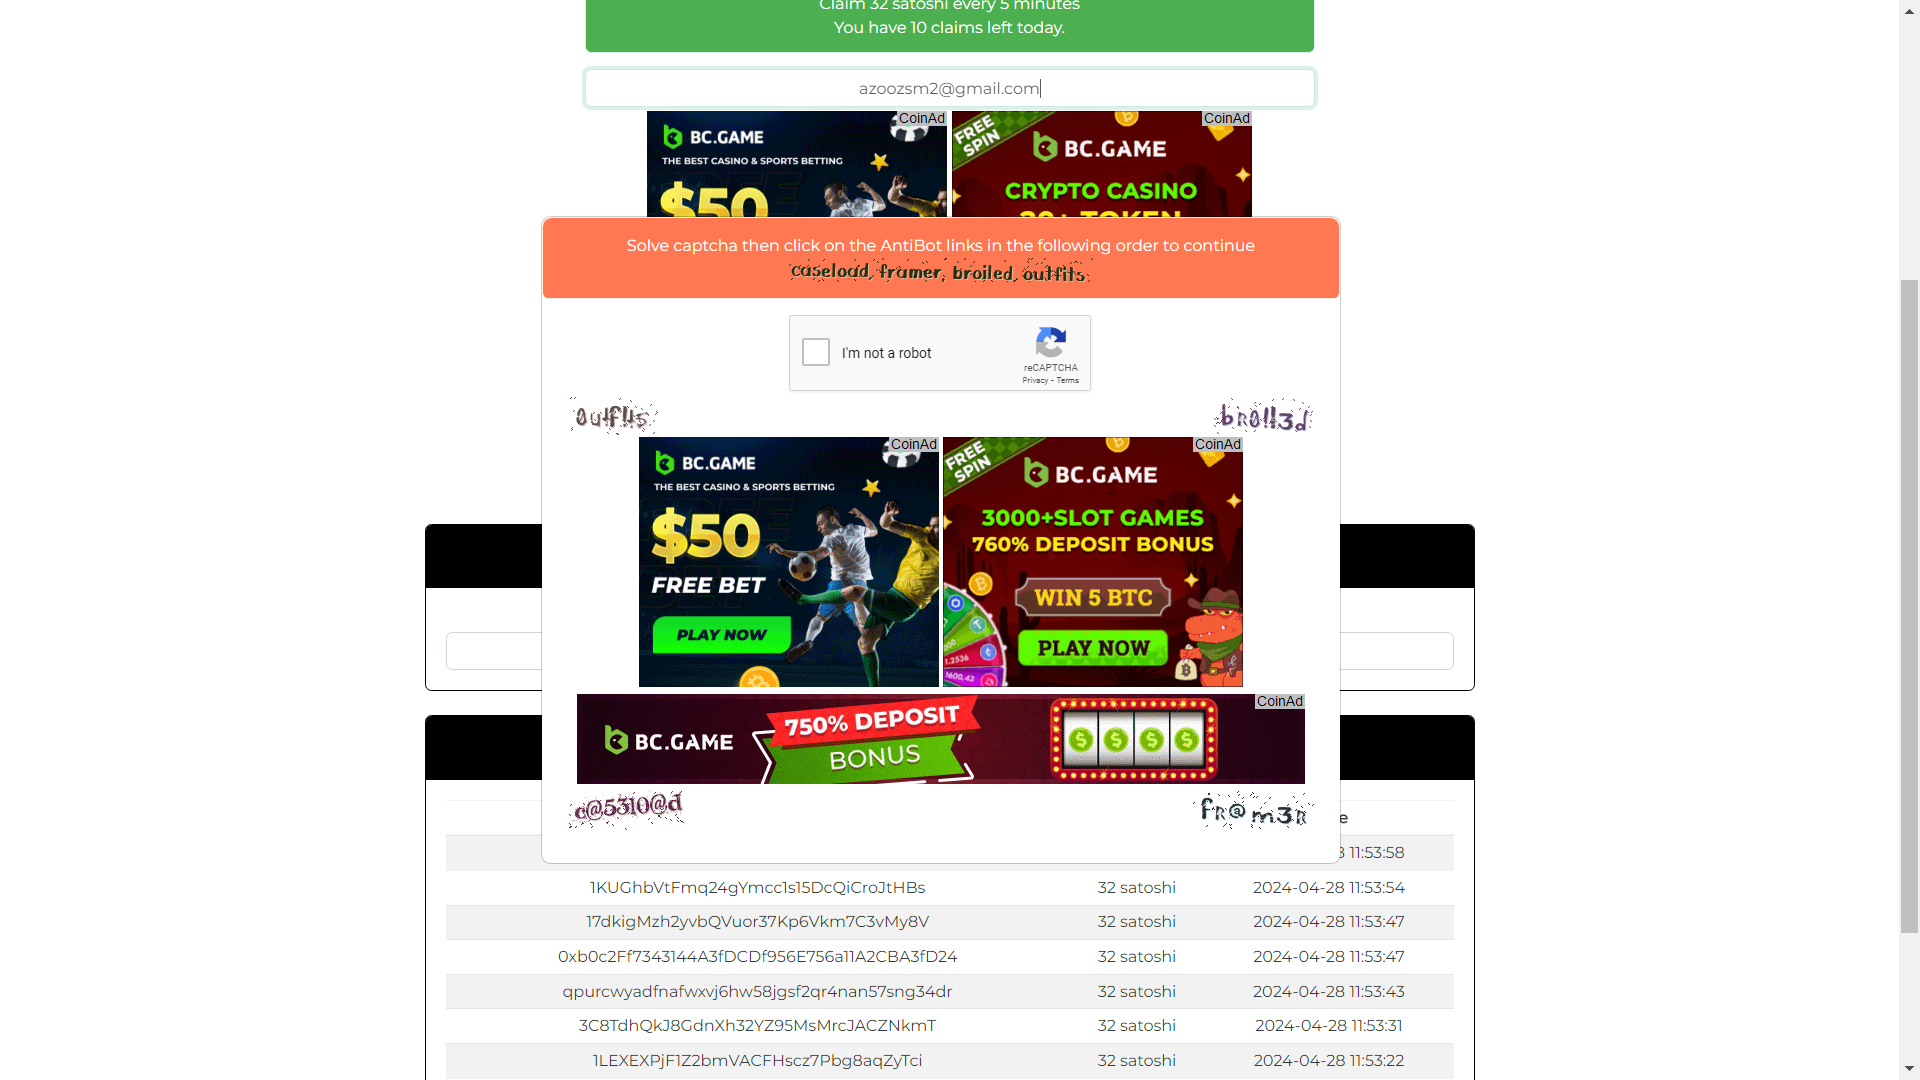 Claim 32 satoshi every 5 minutes
You have 10 claims left today.
azoozsm2@gmail.com
CoinAd
BC.GAME
THE BEST CASINO & SPORTS BETTING
$50
CoinAd
FREE SPIN
BC.GAME
CRYPTO CASINO
Solve captcha then click on the AntiBot links in the following order to continue
caseload, framer, broiled, outfits
I'm not a robot
reCAPTCHA
Privacy - Terms
0utf1t5
br0ll3d
CoinAd
BC.GAME
THE BEST CASINO & SPORTS BETTING
$50
FREE BET
PLAY NOW
CoinAd
FREE SPIN
BC.GAME
3000+SLOT GAMES
760% DEPOSIT BONUS
WIN 5 BTC
PLAY NOW
CoinAd
BC.GAME
750% DEPOSIT
BONUS
c@53l0@d
fr@m3r
11:53:58
1KUGhbVtFmq24gYmcc1s15DcQiCroJtHBs 32 satoshi 2024-04-28 11:53:54
17dkigMzh2yvbQVuor37Kp6Vkm7C3vMy8V 32 satoshi 2024-04-28 11:53:47
0xb0c2Ff7343144A3fDCDf956E756a11A2CBA3fD24 32 satoshi 2024-04-28 11:53:47
qpurcwyadfnafwxvj6hw58jgsf2qr4nan57sng34dr 32 satoshi 2024-04-28 11:53:43
3C8TdhQkJ8GdnXh32YZ95MsMrcJACZNkmT 32 satoshi 2024-04-28 11:53:31
1LEXEXPjF1Z2bmVACFHscz7Pbg8aqZyTci 32 satoshi 2024-04-28 11:53:22